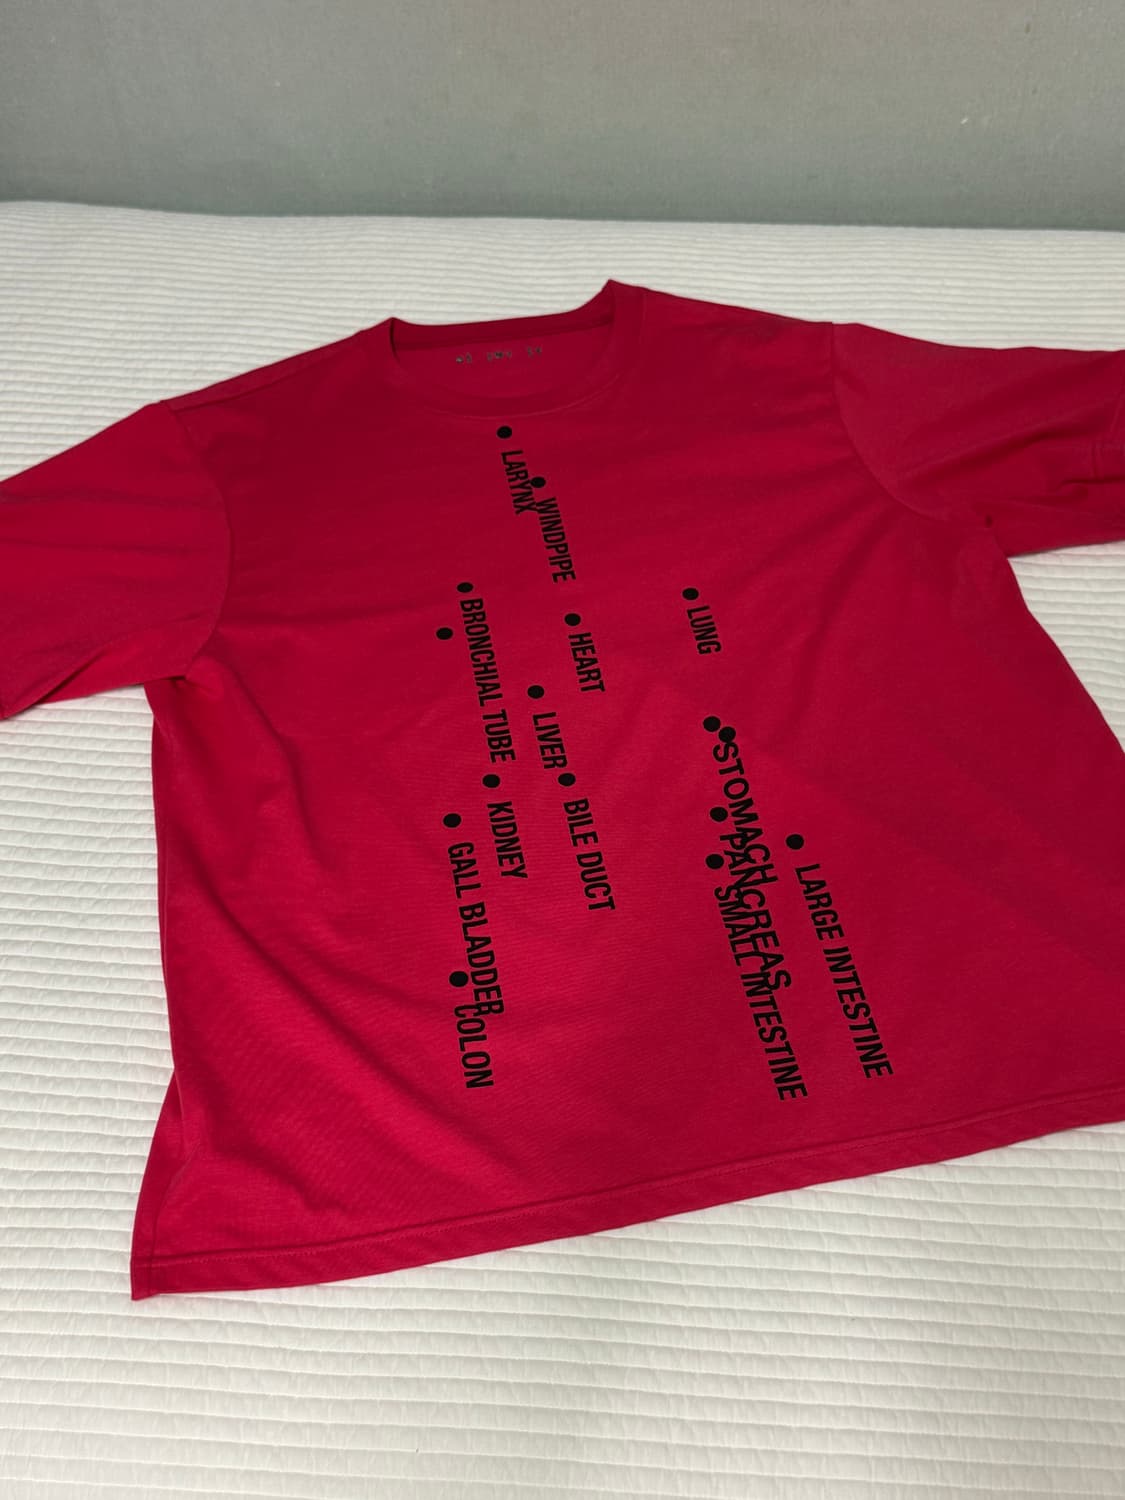 LARYNX
WINDPIPE
BRONCHIAL TUBE
LUNG
HEART
LIVER
STOMACH
BILE DUCT
KIDNEY
PANCREAS
GALL BLADDER
LARGE INTESTINE
SMALL INTESTINE
COLON